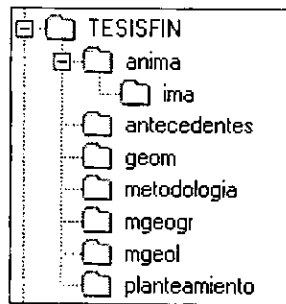 TESISFIN
anima
ima
antecedentes
geom
metodologia
mgeogr
mgeol
planteamiento